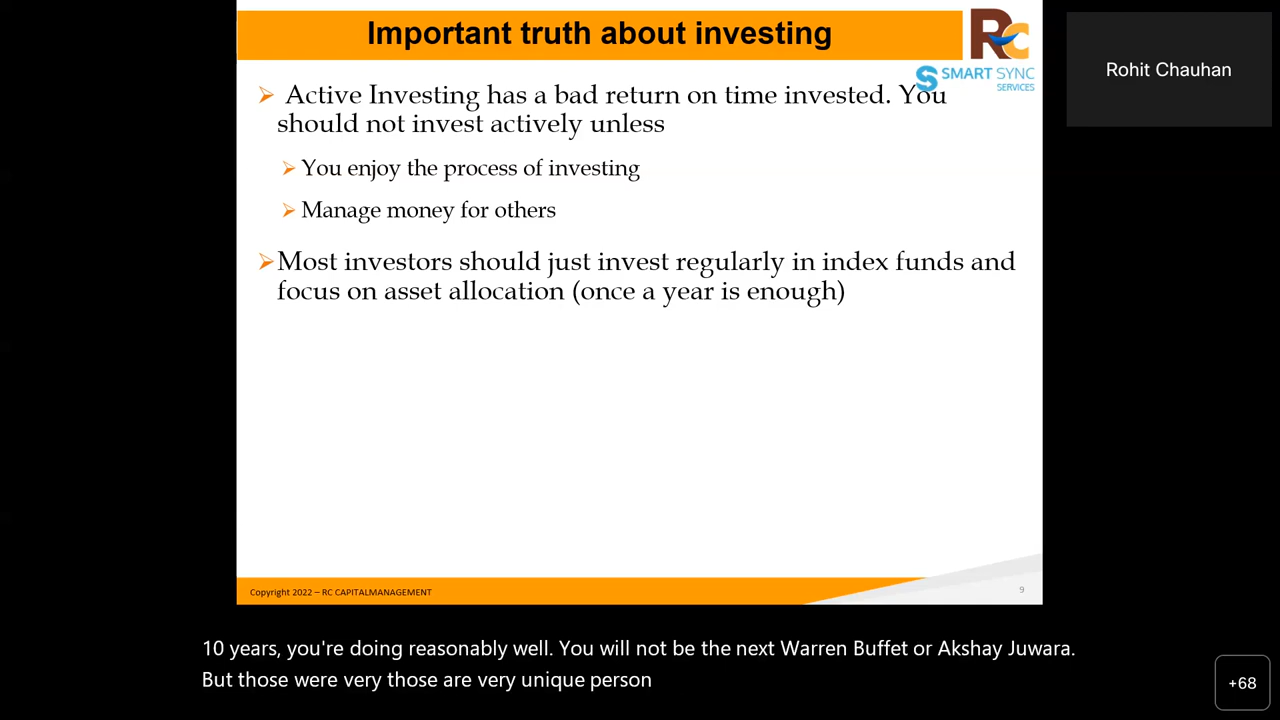 Important truth about investing
RC
SMART SYNC
SERVICES
Rohit Chauhan
➢ Active Investing has a bad return on time invested. You
should not invest actively unless
➢ You enjoy the process of investing
➢ Manage money for others
➢ Most investors should just invest regularly in index funds and
focus on asset allocation (once a year is enough)
Copyright 2022 – RC CAPITALMANAGEMENT
9
10 years, you're doing reasonably well. You will not be the next Warren Buffet or Akshay Juwara.
But those were very those are very unique person
+68